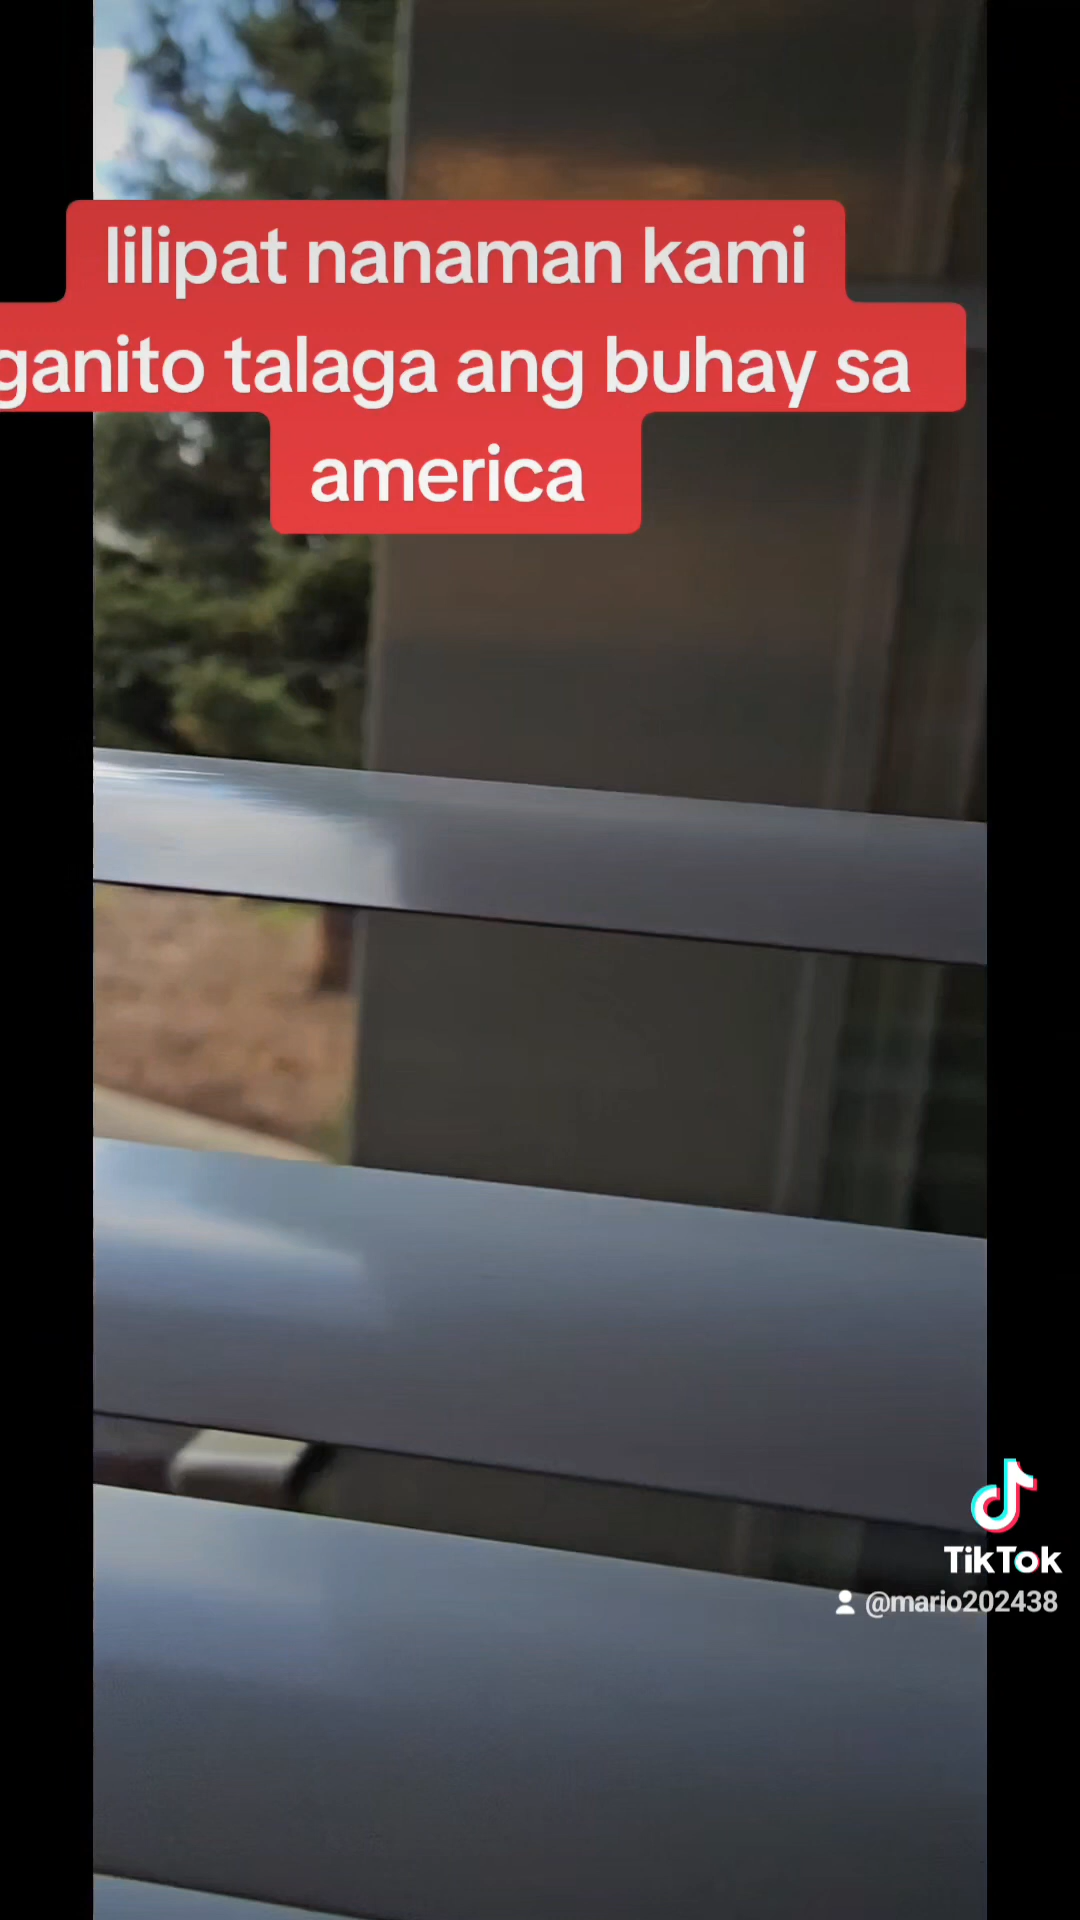 lilipat nanaman kami
ganito talaga ang buhay sa
america
TikTok
@mario202438